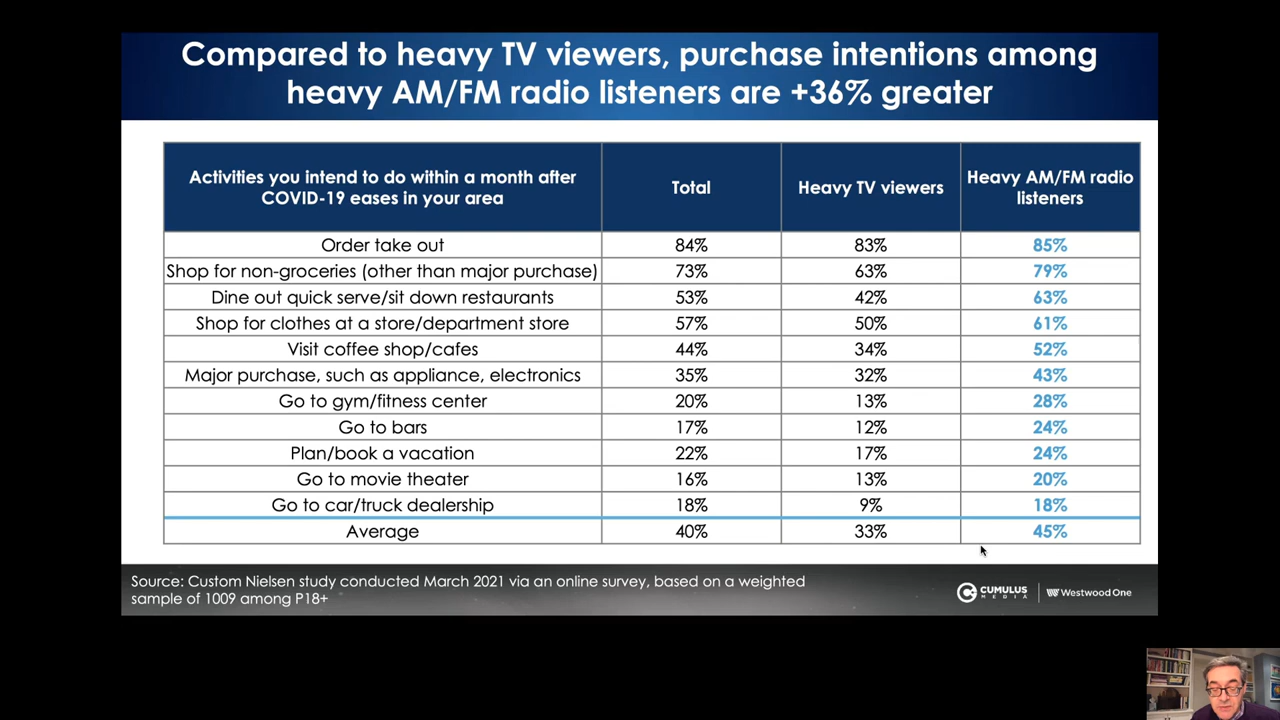 Compared to heavy TV viewers, purchase intentions among
heavy AM/FM radio listeners are +36% greater
Activities you intend to do within a month after
COVID-19 eases in your area
Total
Heavy TV viewers
Heavy AM/FM radio
listeners
Order take out 84% 83% 85%
Shop for non-groceries (other than major purchase) 73% 63% 79%
Dine out quick serve/sit down restaurants 53% 42% 63%
Shop for clothes at a store/department store 57% 50% 61%
Visit coffee shop/cafes 44% 34% 52%
Major purchase, such as appliance, electronics 35% 32% 43%
Go to gym/fitness center 20% 13% 28%
Go to bars 17% 12% 24%
Plan/book a vacation 22% 17% 24%
Go to movie theater 16% 13% 20%
Go to car/truck dealership 18% 9% 18%
Average 40% 33% 45%
Source: Custom Nielsen study conducted March 2021 via an online survey, based on a weighted
sample of 1009 among P18+
CUMULUS
MEDIA
Westwood One